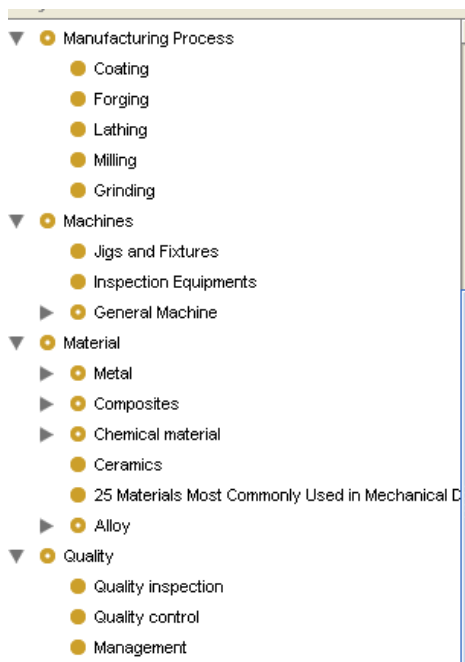 Manufacturing Process
Coating
Forging
Lathing
Milling
Grinding
Machines
Jigs and Fixtures
Inspection Equipments
General Machine
Material
Metal
Composites
Chemical material
Ceramics
25 Materials Most Commonly Used in Mechanical
Alloy
Quality
Quality inspection
Quality control
Management